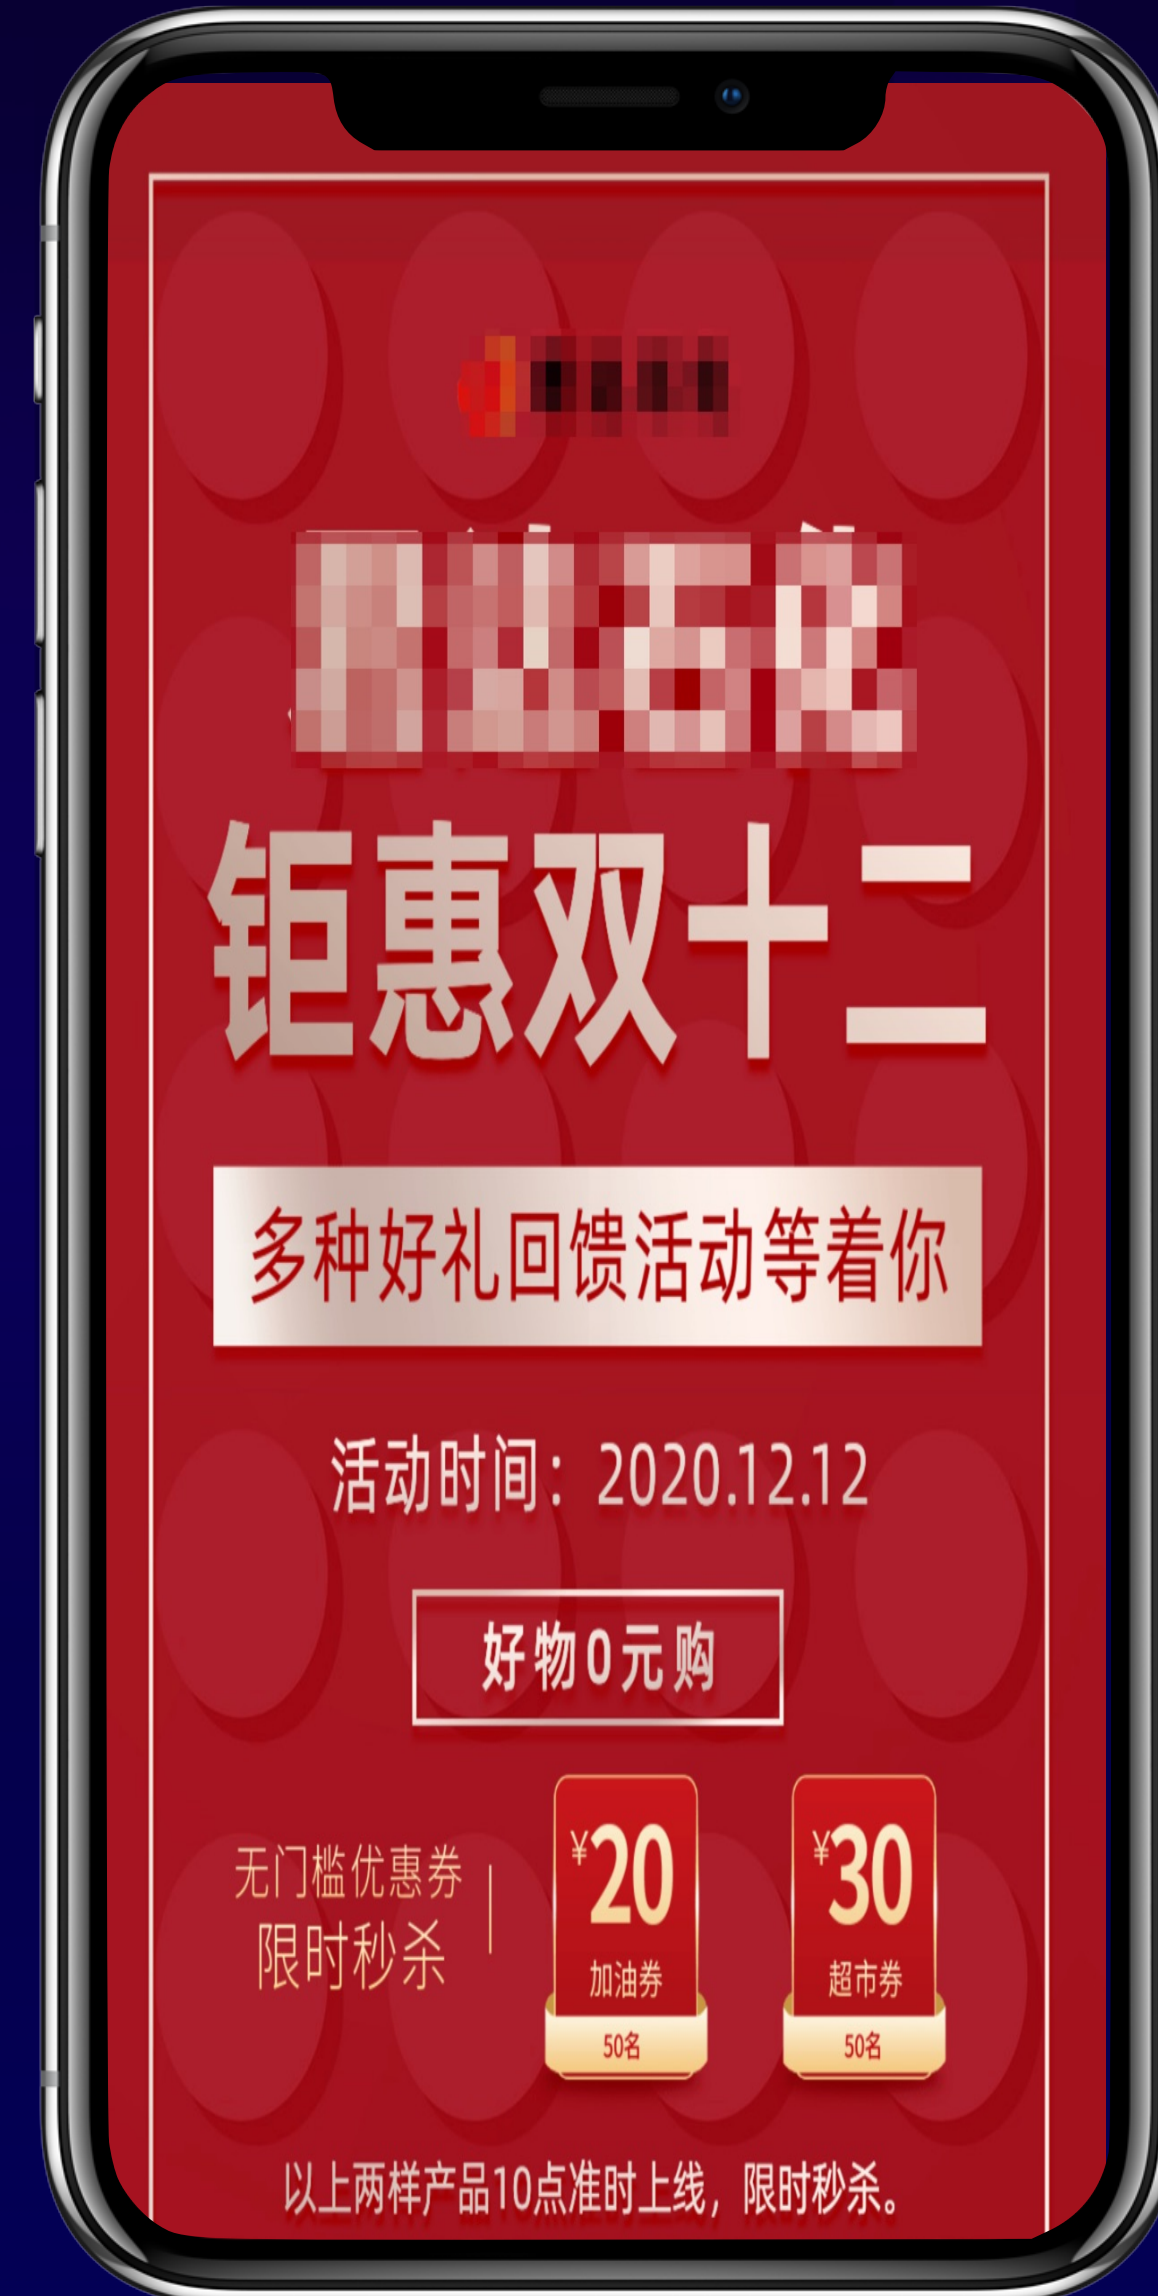 钜惠双十二
多种好礼回馈活动等着你
活动时间：2020.12.12
好物0元购
无门槛优惠券
限时秒杀
¥20
加油券
50名
¥30
超市券
50名
以上两样产品10点准时上线，限时秒杀。